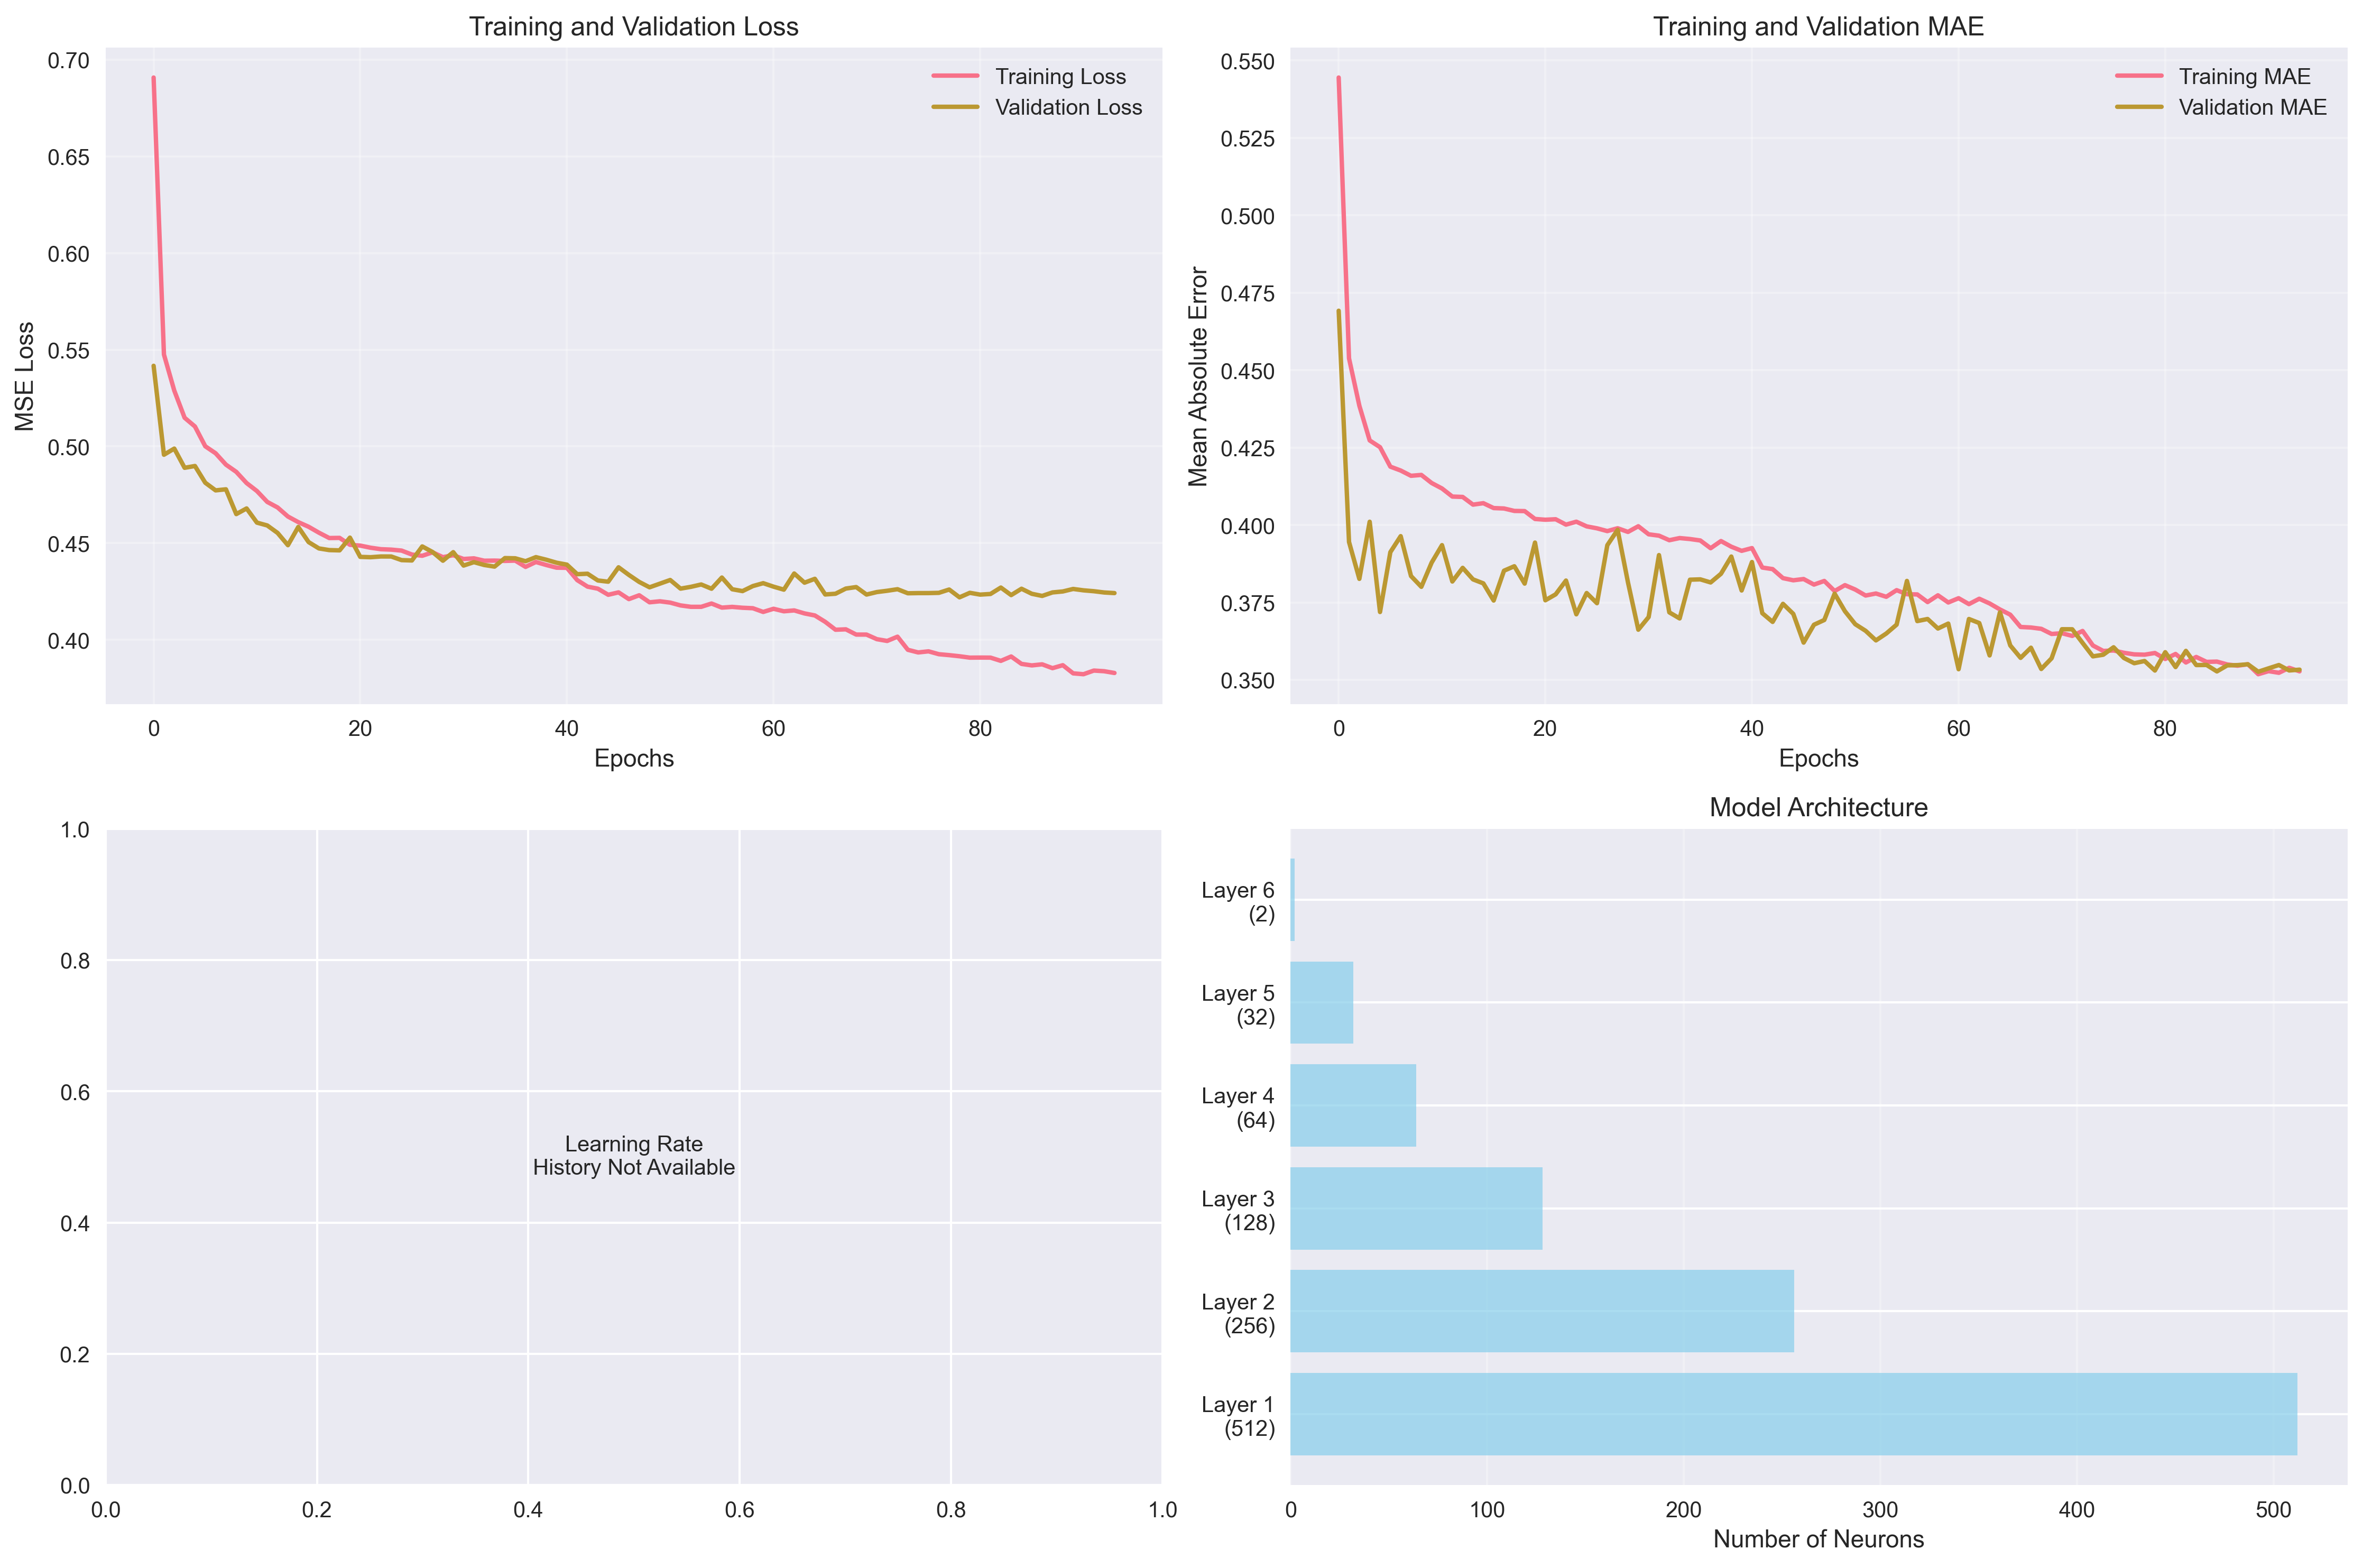 Training and Validation Loss
MSE Loss
0.70
0.65
0.60
0.55
0.50
0.45
0.40
Training Loss
Validation Loss
0
20
40
60
80
Epochs
Training and Validation MAE
Mean Absolute Error
0.550
0.525
0.500
0.475
0.450
0.425
0.400
0.375
0.350
Training MAE
Validation MAE
0
20
40
60
80
Epochs
1.0
0.8
0.6
0.4
0.2
0.0
Learning Rate
History Not Available
0.0
0.2
0.4
0.6
0.8
1.0
Model Architecture
Layer 6
(2)
Layer 5
(32)
Layer 4
(64)
Layer 3
(128)
Layer 2
(256)
Layer 1
(512)
0
100
200
300
400
500
Number of Neurons